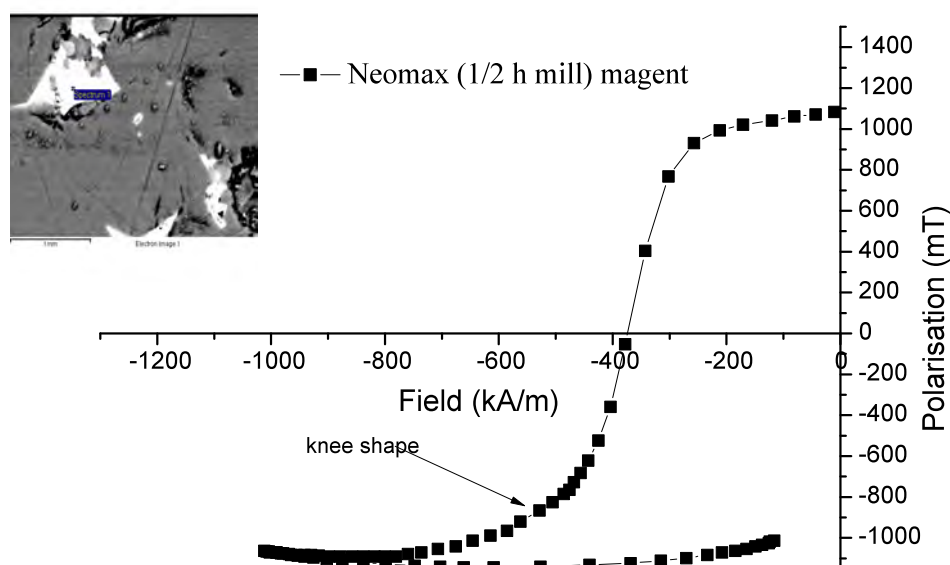 Spectrum 1
1mm
Electron Image 1
Neomax (1/2 h mill) magent
1400
1200
1000
800
600
400
200
0
-200
-400
-600
-800
-1000
Polarisation (mT)
-1200 -1000 -800 -600 -400 -200 0
Field (kA/m)
knee shape